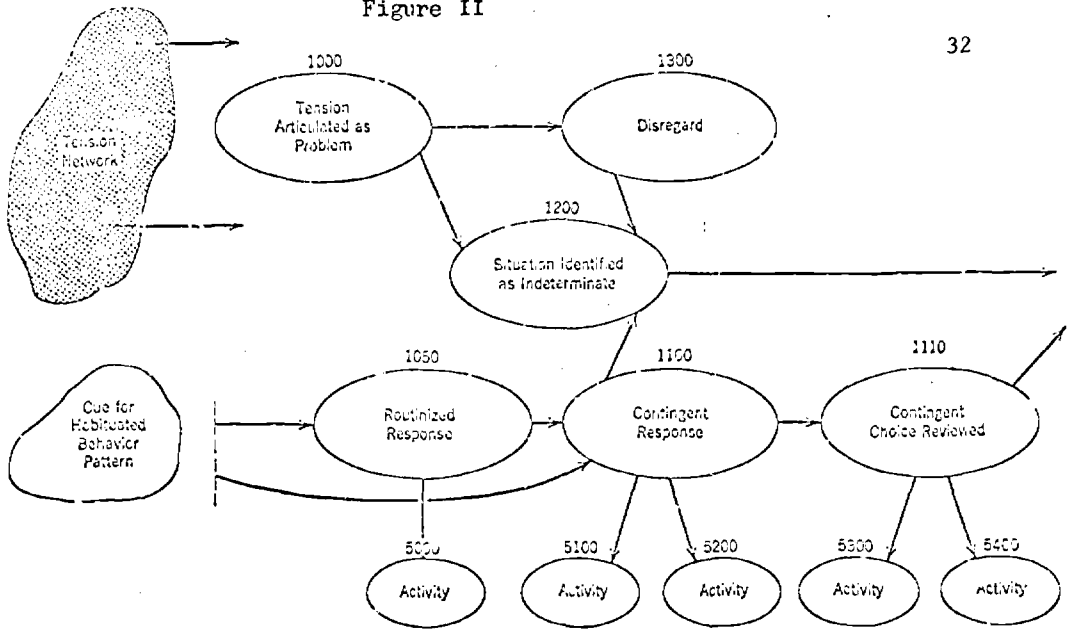 Figure II
32
1000
Tension
Articulated as
Problem
1300
Disregard
Tension
Network
1200
Situation Identified
as Indeterminate
Cue for
Habituated
Behavior
Pattern
1050
Routinized
Response
1100
Contingent
Response
1110
Contingent
Choice Reviewed
5000
Activity
5100
Activity
5200
Activity
5300
Activity
5400
Activity